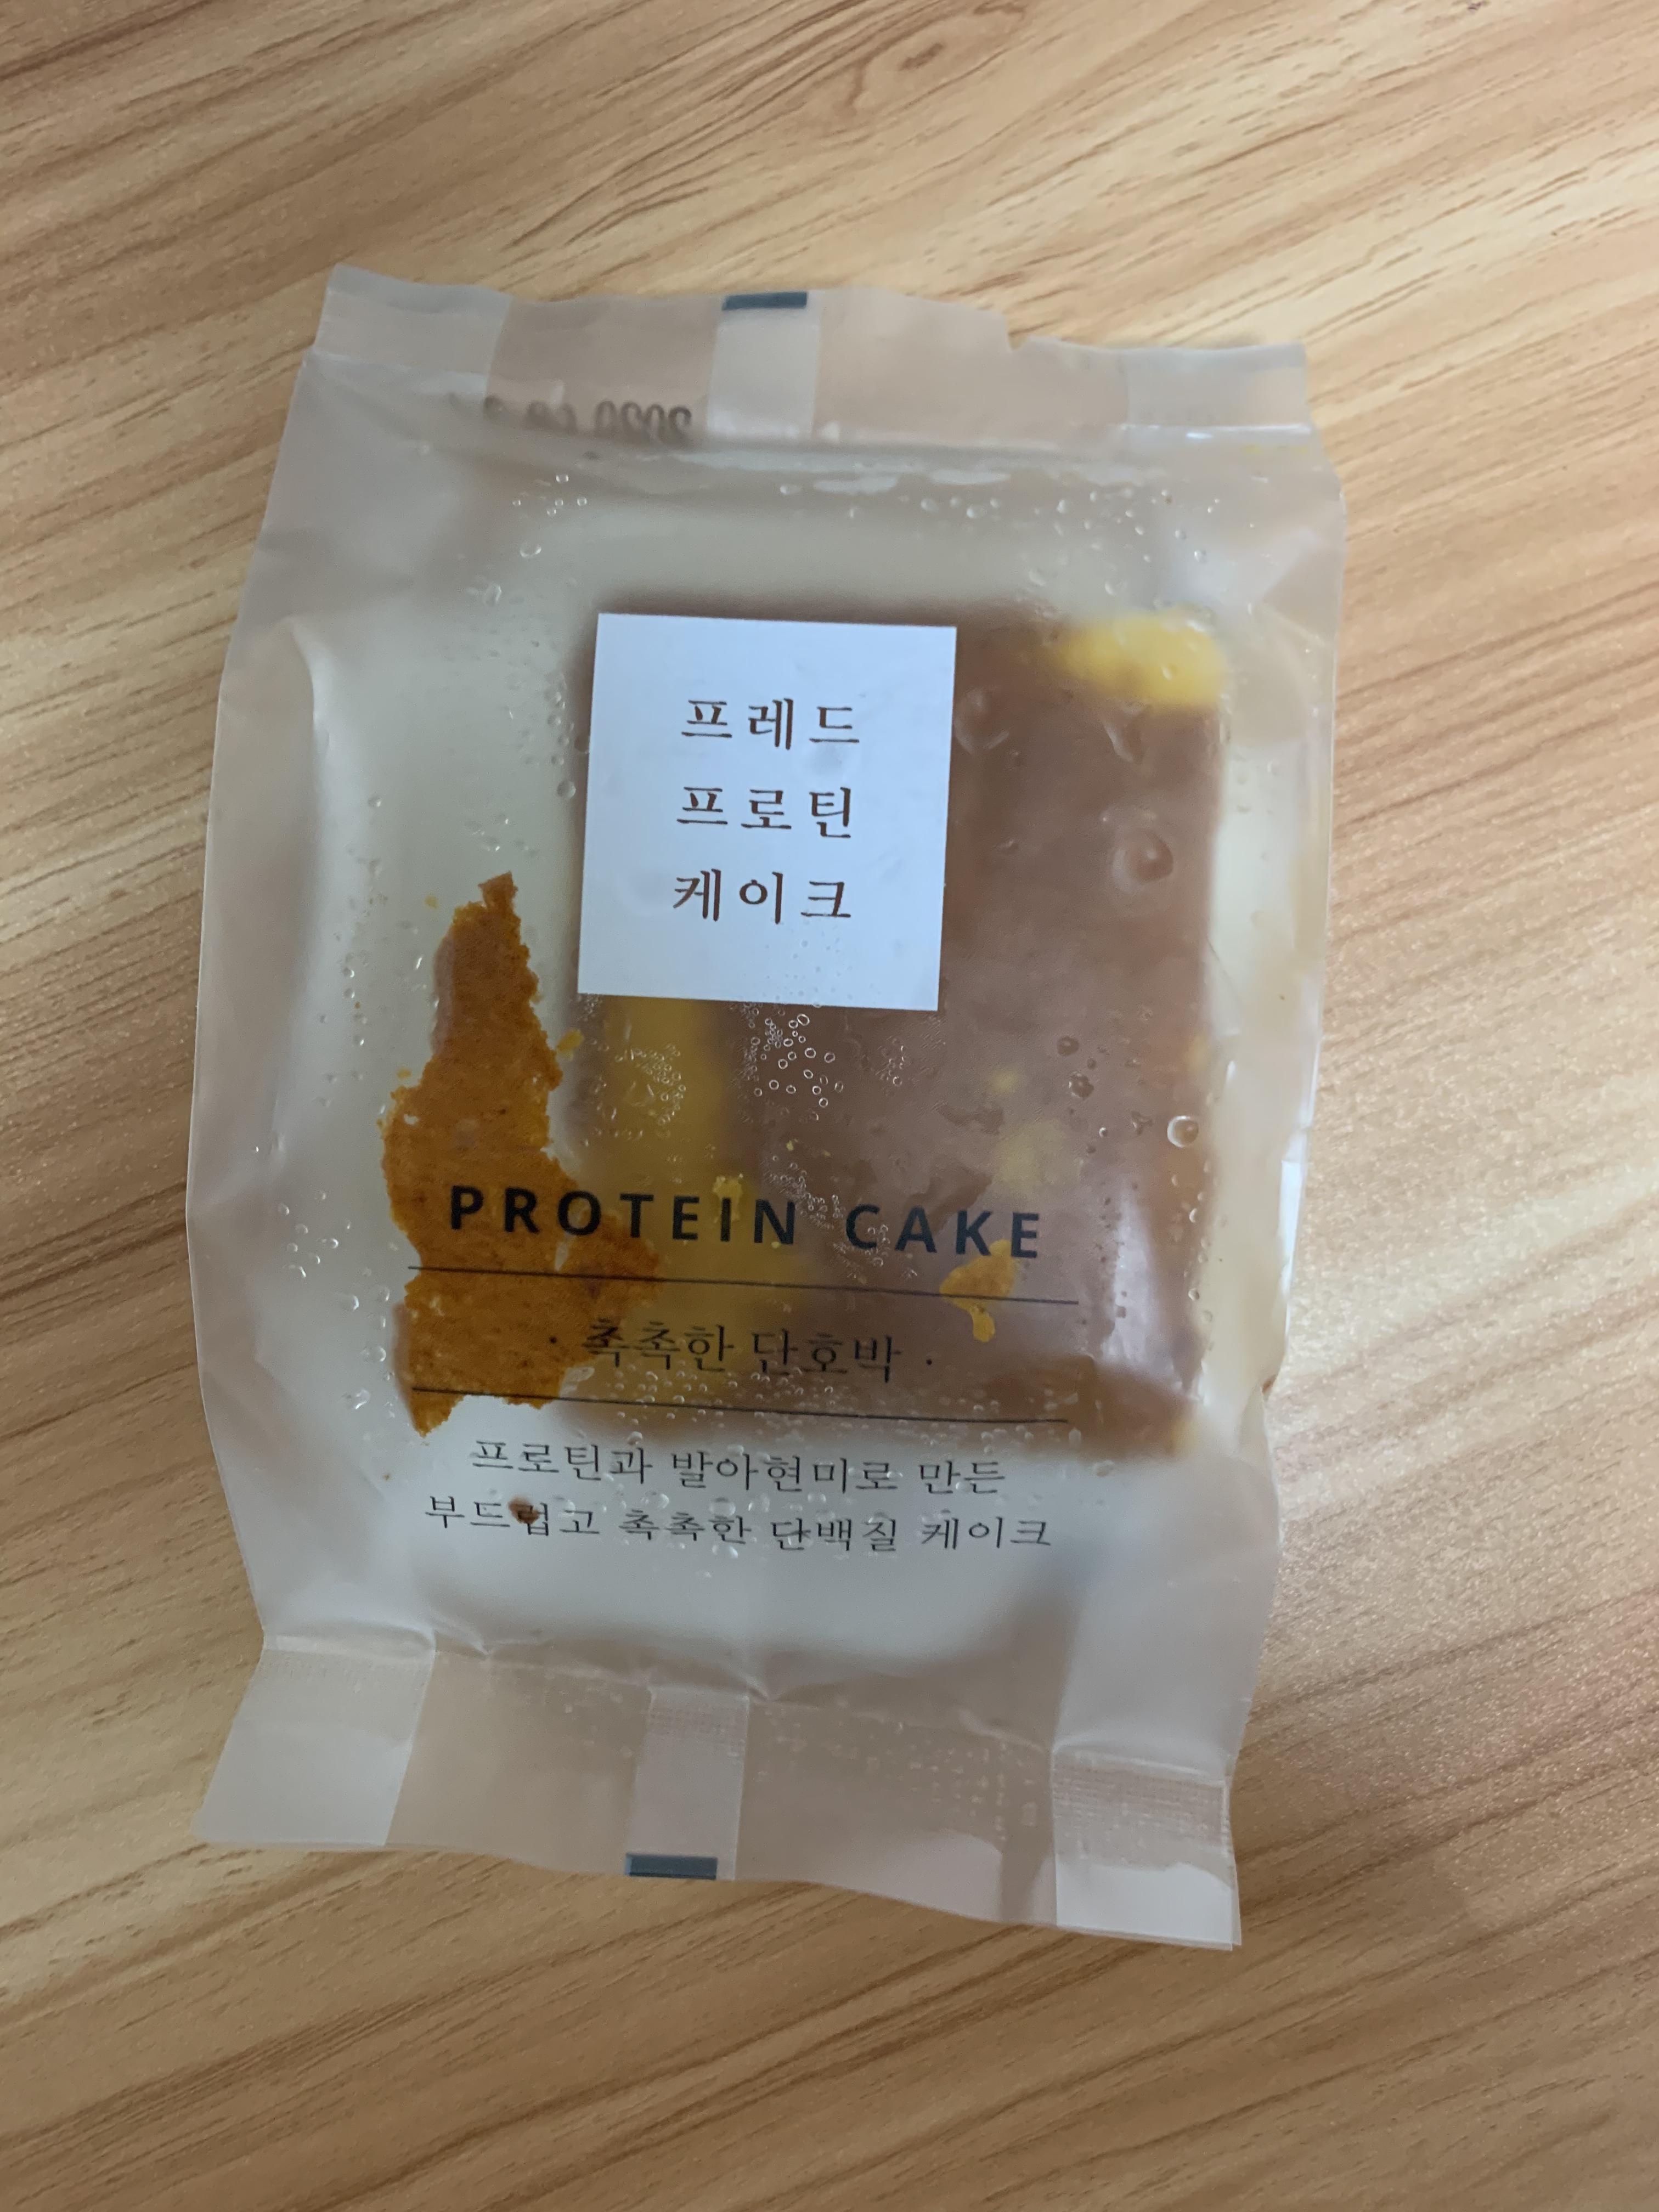 프레드
프로틴
케이크
PROTEIN CAKE
· 촉촉한 단호박 ·
프로틴과 발아현미로 만든
부드럽고 촉촉한 단백질 케이크